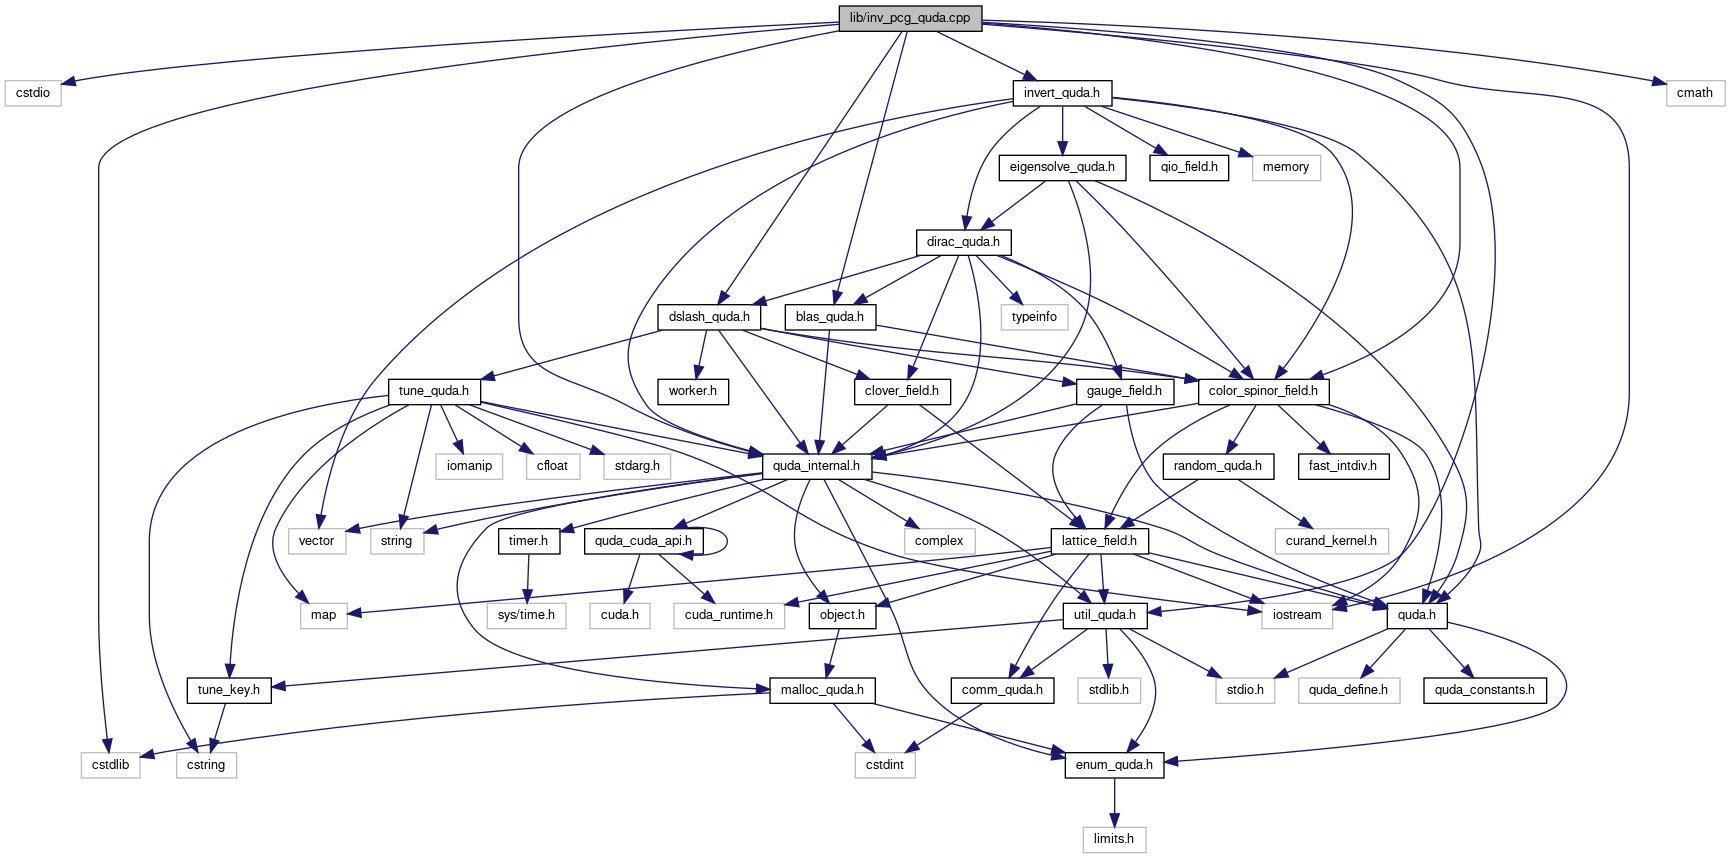 lib/inv_pcg_quda.cpp
cstdio
invert_quda.h
cmath
eigensolve_quda.h
qio_field.h
memory
dirac_quda.h
dslash_quda.h
blas_quda.h
typeinfo
tune_quda.h
worker.h
clover_field.h
gauge_field.h
color_spinor_field.h
iomanip
cfloat
stdarg.h
quda_internal.h
random_quda.h
fast_intdiv.h
vector
string
timer.h
quda_cuda_api.h
complex
lattice_field.h
curand_kernel.h
map
sys/time.h
cuda.h
cuda_runtime.h
object.h
util_quda.h
iostream
quda.h
tune_key.h
malloc_quda.h
comm_quda.h
stdlib.h
stdio.h
quda_define.h
quda_constants.h
cstdlib
cstring
cstdint
enum_quda.h
limits.h